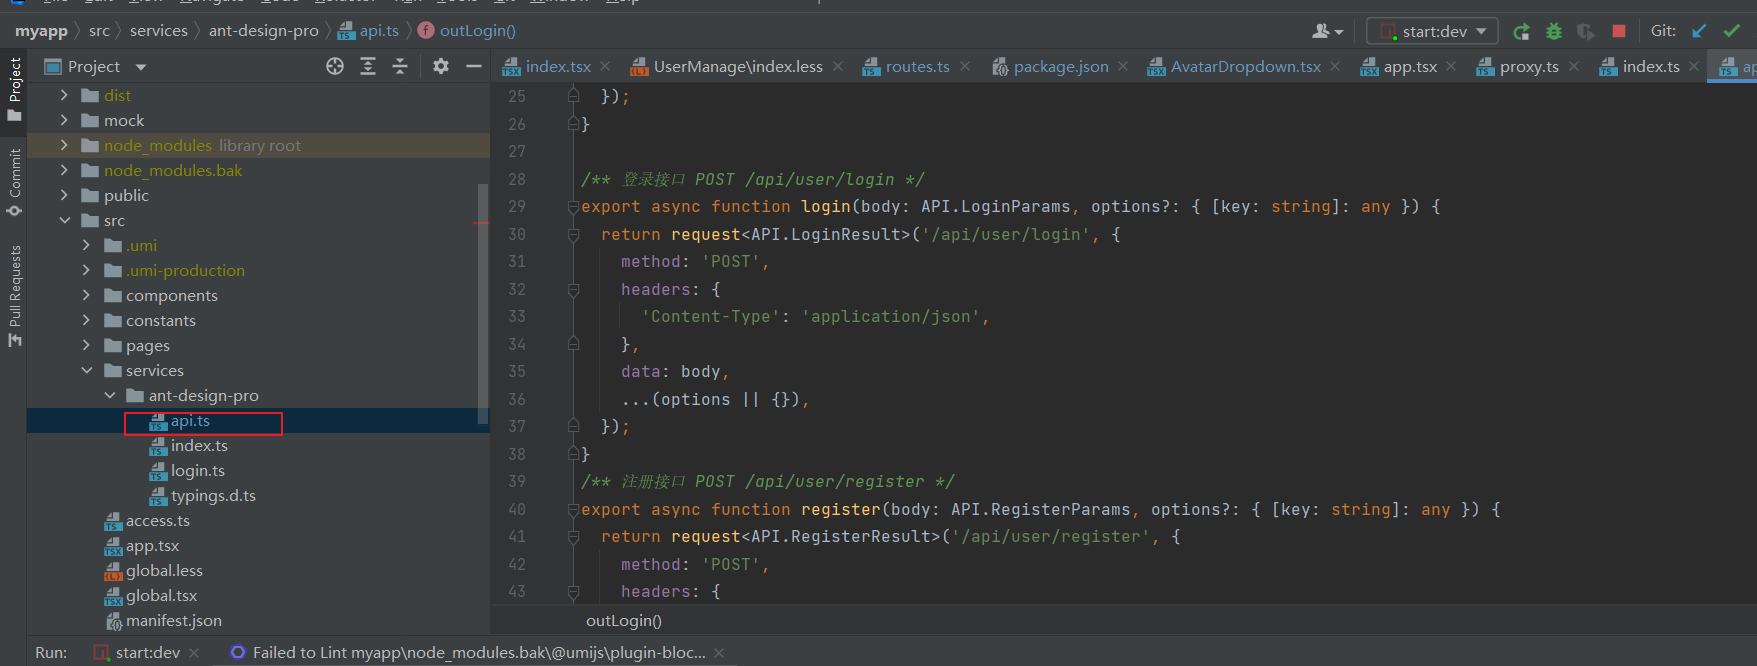 myapp src services ant-design-pro api.ts outLogin() start:dev Git:
Project
index.tsx UserManage\index.less routes.ts package.json AvatarDropdown.tsx app.tsx proxy.ts index.ts
Project
Commit
Pull Requests
dist
mock
node_modules library root
node_modules.bak
public
src
.umi
.umi-production
components
constants
pages
services
ant-design-pro
api.ts
index.ts
login.ts
typings.d.ts
access.ts
app.tsx
global.less
global.tsx
manifest.json
25 });
26 }
27
28 /** 登录接口 POST /api/user/login */
29 export async function login(body: API.LoginParams, options?: { [key: string]: any }) {
30 return request<API.LoginResult>('/api/user/login', {
31 method: 'POST',
32 headers: {
33 'Content-Type': 'application/json',
34 },
35 data: body,
36 ...(options || {}),
37 });
38 }
39 /** 注册接口 POST /api/user/register */
40 export async function register(body: API.RegisterParams, options?: { [key: string]: any }) {
41 return request<API.RegisterResult>('/api/user/register', {
42 method: 'POST',
43 headers: {
outLogin()
Run: start:dev Failed to Lint myapp\node_modules.bak\@umijs\plugin-bloc...